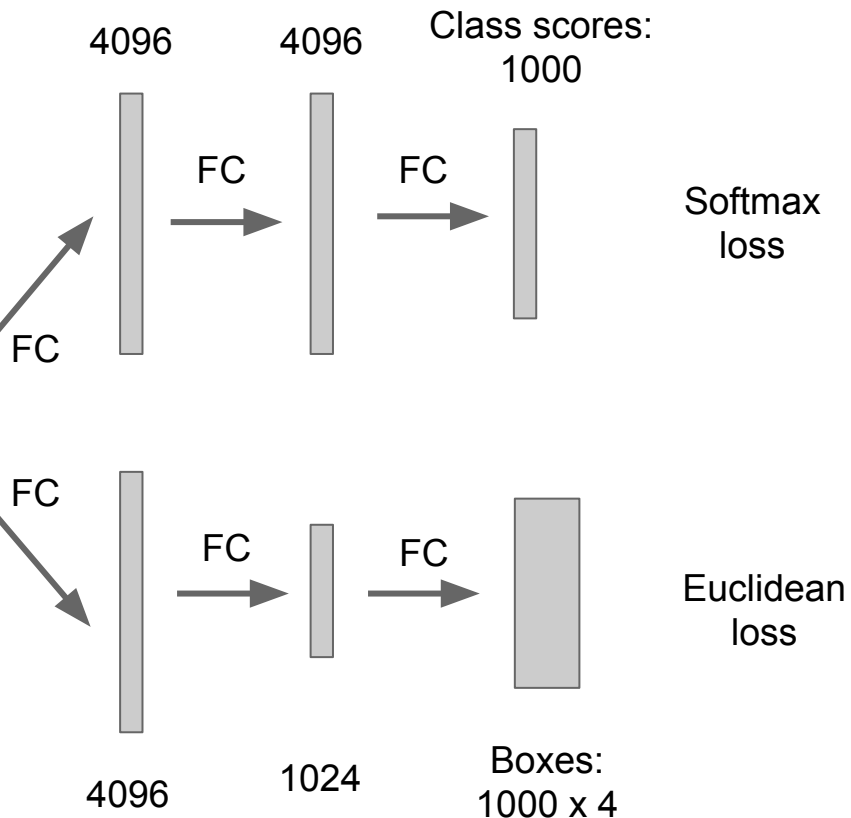 4096
4096
Class scores:
1000
FC
FC
FC
Softmax
loss
FC
FC
FC
Euclidean
loss
4096
1024
Boxes:
1000 x 4